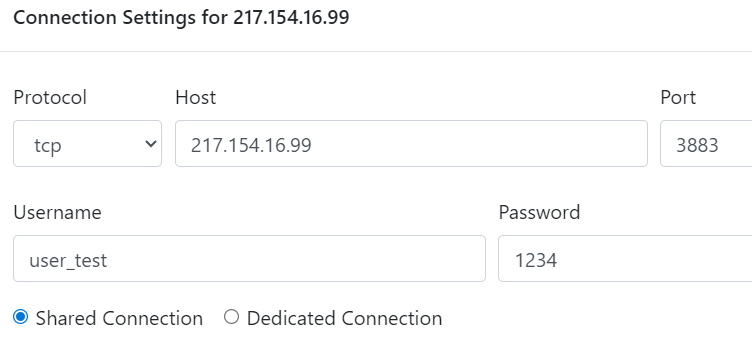 Connection Settings for 217.154.16.99
Protocol Host Port
tcp 217.154.16.99 3883
Username Password
user_test 1234
Shared Connection Dedicated Connection